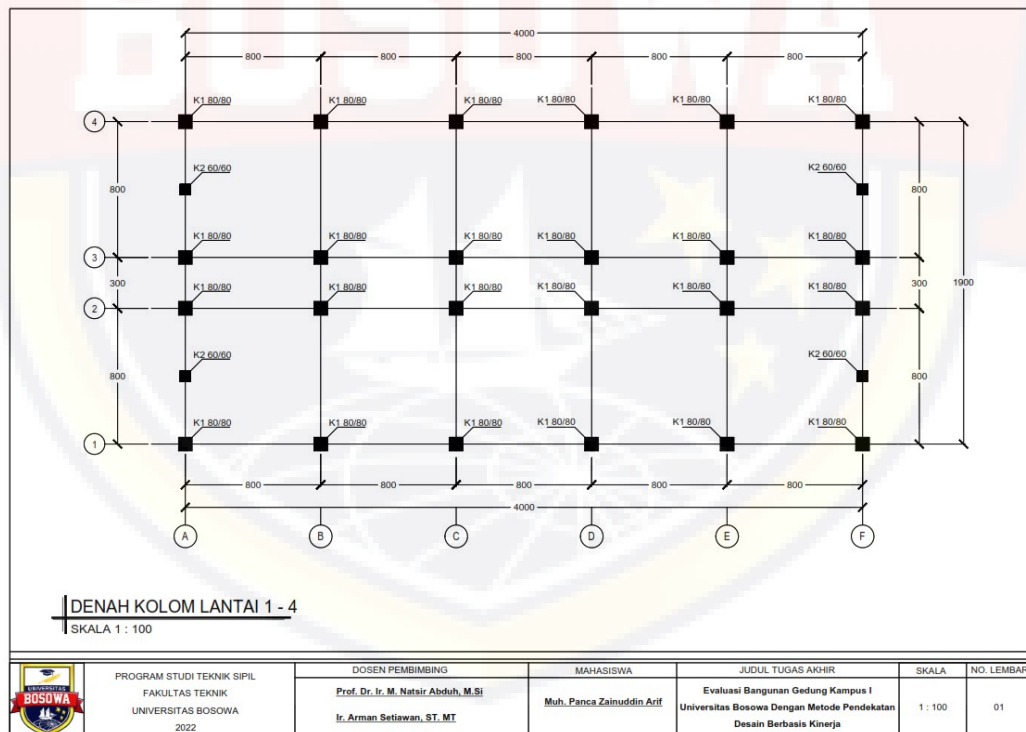 BOSOWA
4000
800 800 800 800 800
K1 80/80 K1 80/80 K1 80/80 K1 80/80 K1 80/80 K1 80/80
4
K2 60/60 K2 60/60
800 800
K1 80/80 K1 80/80 K1 80/80 K1 80/80 K1 80/80 K1 80/80
3
300 300 1900
K1 80/80 K1 80/80 K1 80/80 K1 80/80 K1 80/80 K1 80/80
2
K2 60/60 K2 60/60
800 800
K1 80/80 K1 80/80 K1 80/80 K1 80/80 K1 80/80 K1 80/80
1
800 800 800 800 800
4000
A B C D E F
DENAH KOLOM LANTAI 1 - 4
SKALA 1 : 100
UNIVERSITAS
BOSOWA
PROGRAM STUDI TEKNIK SIPIL
FAKULTAS TEKNIK
UNIVERSITAS BOSOWA
2022
DOSEN PEMBIMBING
Prof. Dr. Ir. M. Natsir Abduh, M.Si
Ir. Arman Setiawan, ST. MT
MAHASISWA
Muh. Panca Zainuddin Arif
JUDUL TUGAS AKHIR
Evaluasi Bangunan Gedung Kampus I
Universitas Bosowa Dengan Metode Pendekatan
Desain Berbasis Kinerja
SKALA
1 : 100
NO. LEMBAR
01